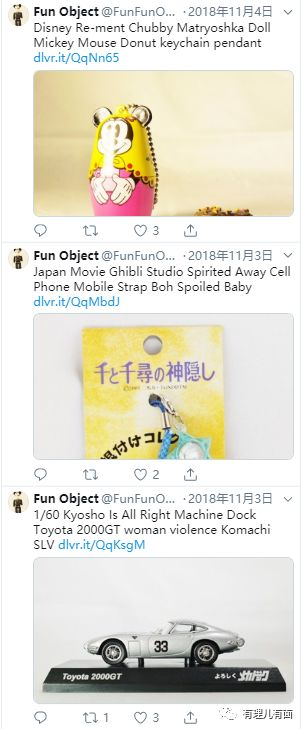 Fun Object @FunFunO... · 2018年11月4日
Disney Re-ment Chubby Matryoshka Doll
Mickey Mouse Donut keychain pendant
dlvr.it/QqNn65
3
Fun Object @FunFunO... · 2018年11月3日
Japan Movie Ghibli Studio Spirited Away Cell
Phone Mobile Strap Boh Spoiled Baby
dlvr.it/QqMbdJ
千と千尋の神隠し
根付けコレ
2
Fun Object @FunFunO... · 2018年11月3日
1/60 Kyosho Is All Right Machine Dock
Toyota 2000GT woman violence Komachi
SLV dlvr.it/QqKsgM
33
Toyota 2000GT
よろしくメカドック
1 3
有理儿有面